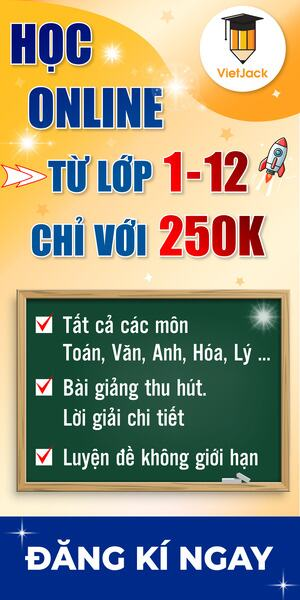 VietJack
HỌC
ONLINE
TỪ LỚP 1-12
CHỈ VỚI 250K
Tất cả các môn
Toán, Văn, Anh, Hóa, Lý ...
Bài giảng thu hút.
Lời giải chi tiết
Luyện đề không giới hạn
ĐĂNG KÍ NGAY